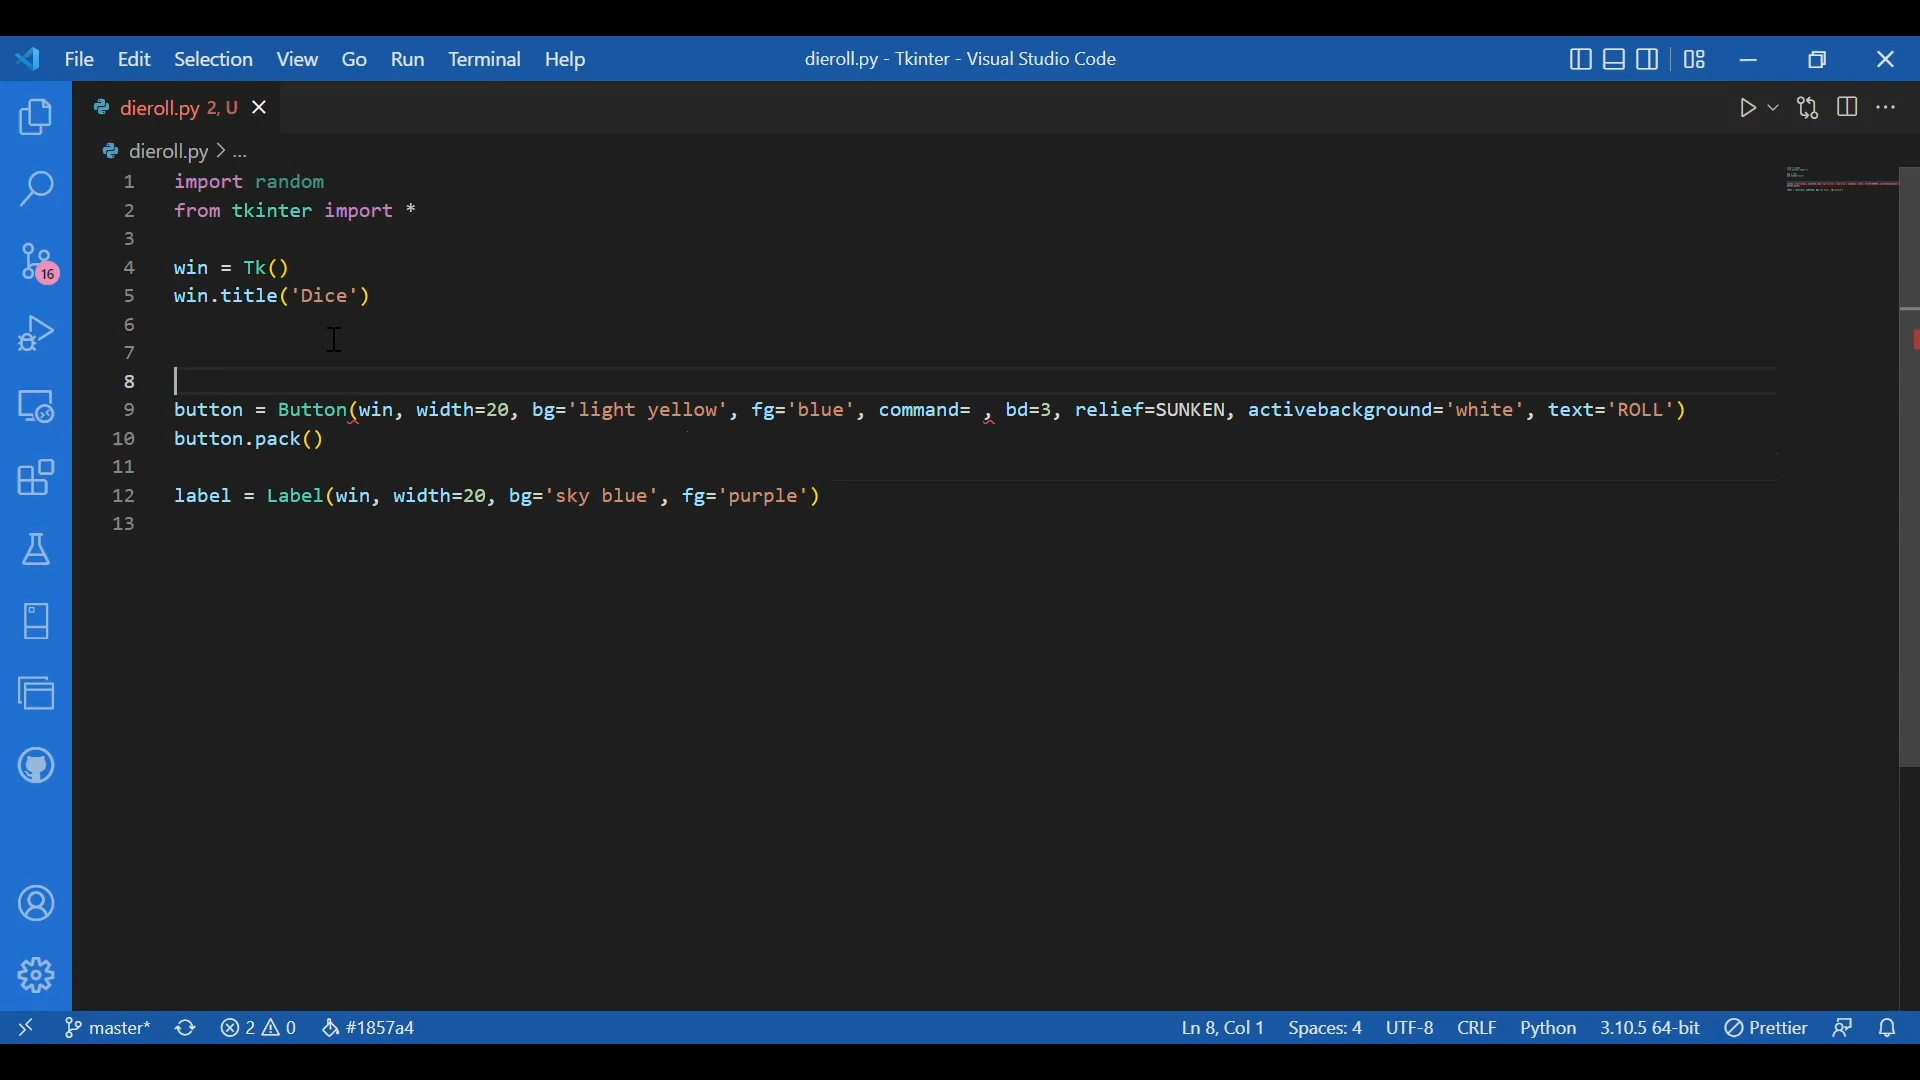 File Edit Selection View Go Run Terminal Help dieroll.py - Tkinter - Visual Studio Code
dieroll.py 2, U
dieroll.py > ...
1 import random
2 from tkinter import *
3
4 win = Tk()
5 win.title('Dice')
6
7
8
9 button = Button(win, width=20, bg='light yellow', fg='blue', command= , bd=3, relief=SUNKEN, activebackground='white', text='ROLL')
10 button.pack()
11
12 label = Label(win, width=20, bg='sky blue', fg='purple')
13
16
master* 2 0 #1857a4 Ln 8, Col 1 Spaces: 4 UTF-8 CRLF Python 3.10.5 64-bit Prettier